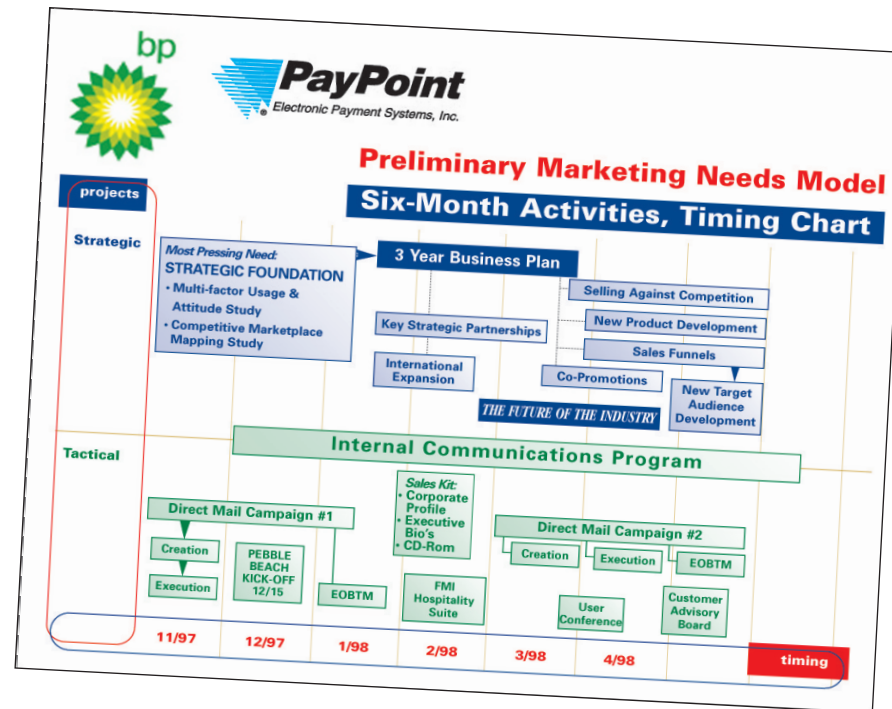 bp
PayPoint
®
Electronic Payment Systems, Inc.
Preliminary Marketing Needs Model
projects
Six-Month Activities, Timing Chart
Strategic
Most Pressing Need:
STRATEGIC FOUNDATION
• Multi-factor Usage &
Attitude Study
• Competitive Marketplace
Mapping Study
3 Year Business Plan
Selling Against Competition
Key Strategic Partnerships
New Product Development
Sales Funnels
International
Expansion
Co-Promotions
New Target
Audience
Development
THE FUTURE OF THE INDUSTRY
Tactical
Internal Communications Program
Direct Mail Campaign #1
Creation
Execution
PEBBLE
BEACH
KICK-OFF
12/15
EOBTM
Sales Kit:
• Corporate
Profile
• Executive
Bio's
• CD-Rom
FMI
Hospitality
Suite
Direct Mail Campaign #2
Creation
Execution
EOBTM
User
Conference
Customer
Advisory
Board
11/97
12/97
1/98
2/98
3/98
4/98
timing